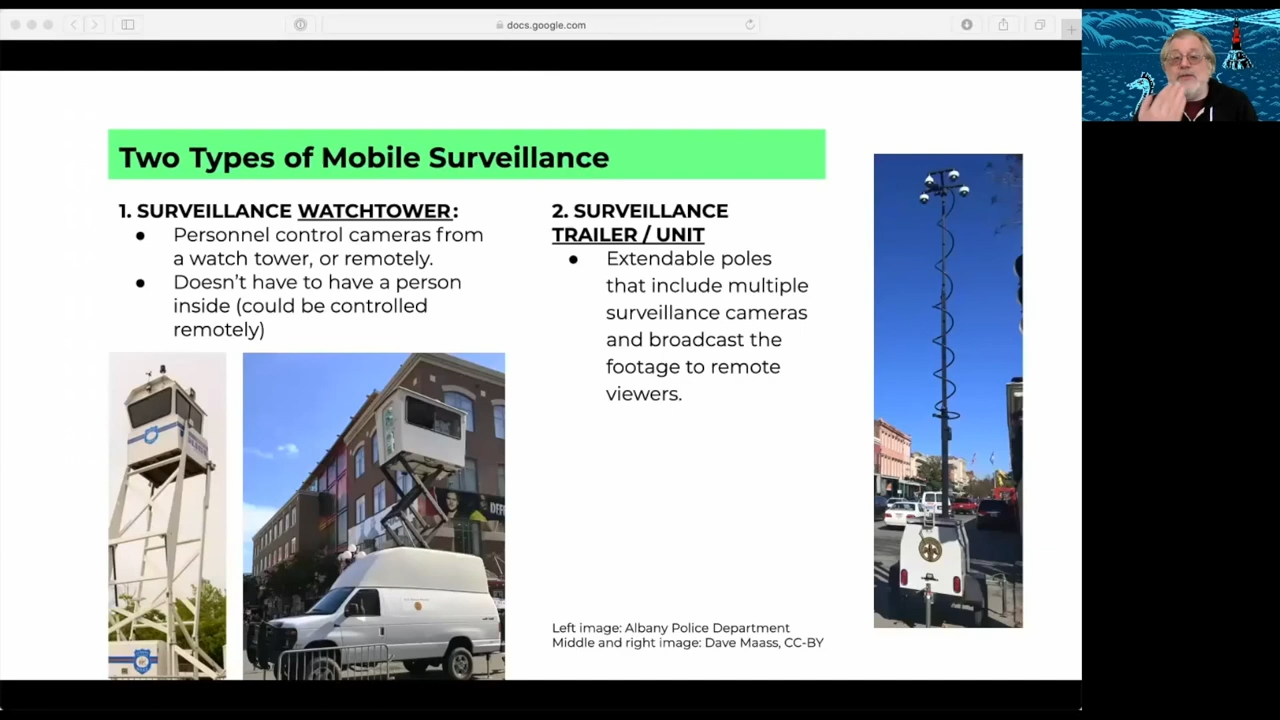 docs.google.com
Two Types of Mobile Surveillance
1. SURVEILLANCE WATCHTOWER:
● Personnel control cameras from
a watch tower, or remotely.
● Doesn’t have to have a person
inside (could be controlled
remotely)
2. SURVEILLANCE
TRAILER / UNIT
● Extendable poles
that include multiple
surveillance cameras
and broadcast the
footage to remote
viewers.
Left image: Albany Police Department
Middle and right image: Dave Maass, CC-BY